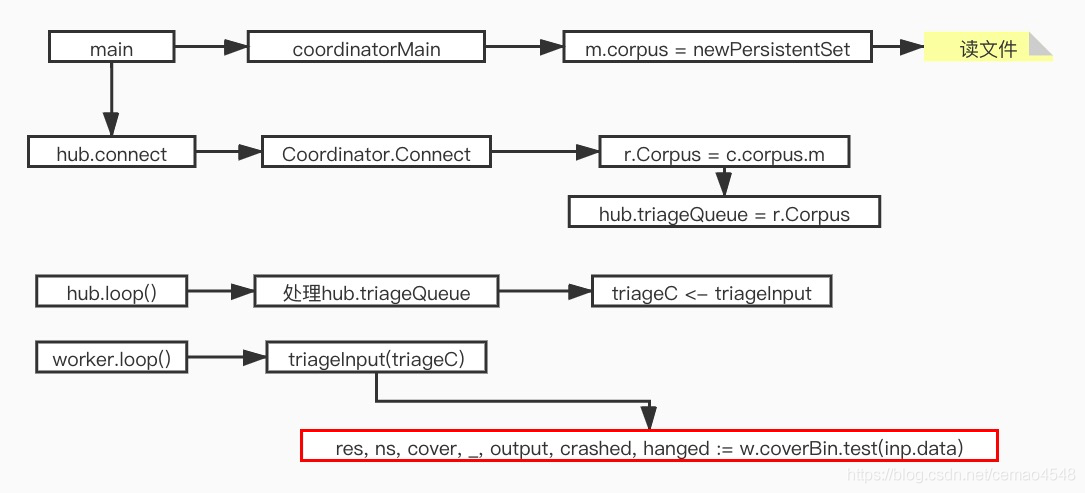 main
coordinatorMain
m.corpus = newPersistentSet
读文件
hub.connect
Coordinator.Connect
r.Corpus = c.corpus.m
hub.triageQueue = r.Corpus
hub.loop()
处理hub.triageQueue
triageC <- triageInput
worker.loop()
triageInput(triageC)
res, ns, cover, _, output, crashed, hanged := w.coverBin.test(inp.data)
https://blog.csdn.net/cemao4548